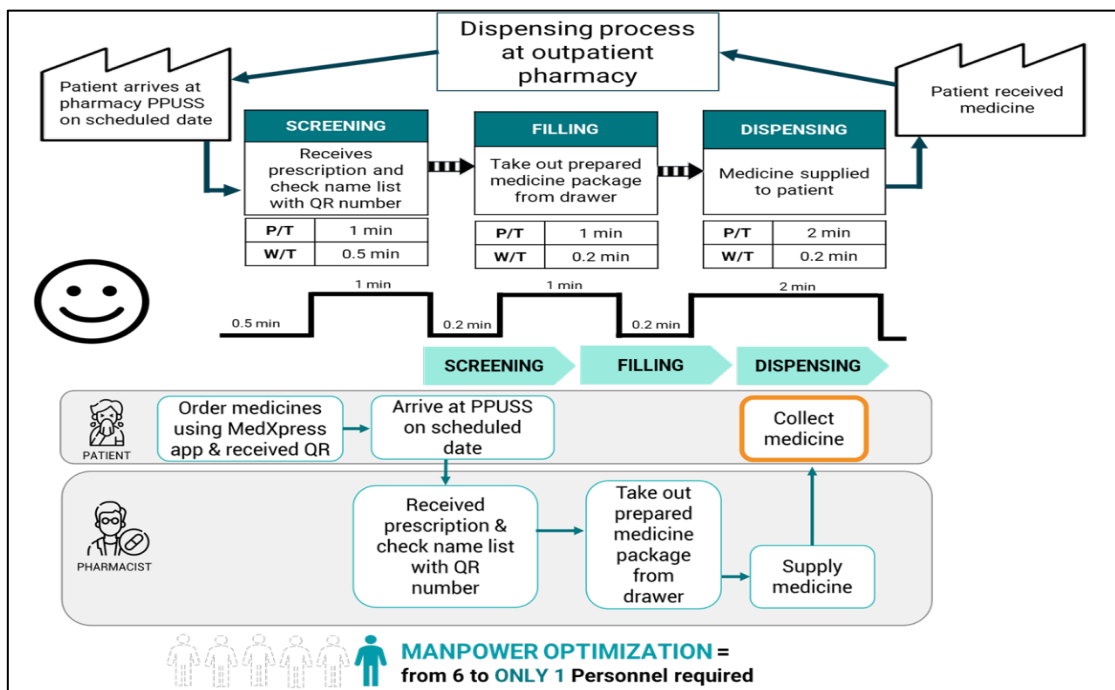 Dispensing process
at outpatient
pharmacy
Patient arrives at
pharmacy PPUSS
on scheduled date
Patient received
medicine
SCREENING
Receives
prescription and
check name list
with QR number
P/T 1 min
W/T 0.5 min
FILLING
Take out prepared
medicine package
from drawer
P/T 1 min
W/T 0.2 min
DISPENSING
Medicine supplied
to patient
P/T 2 min
W/T 0.2 min
0.5 min 1 min 0.2 min 1 min 0.2 min 2 min
SCREENING FILLING DISPENSING
PATIENT
Order medicines
using MedXpress
app & received QR
Arrive at PPUSS
on scheduled
date
Collect
medicine
PHARMACIST
Received
prescription &
check name list
with QR
number
Take out
prepared
medicine
package
from
drawer
Supply
medicine
MANPOWER OPTIMIZATION =
from 6 to ONLY 1 Personnel required